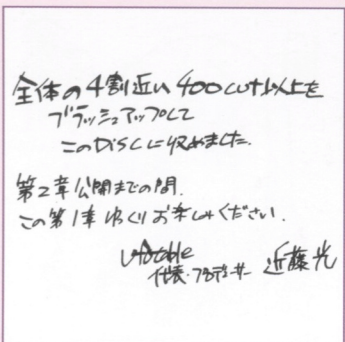 全体の4割近い400cut以上を
ブラッシュアップして
このDiscに収めました.
第2章公開までの間.
この第1章ゆっくりお楽しみください.
ufotable
代表・プロデューサー 近藤光